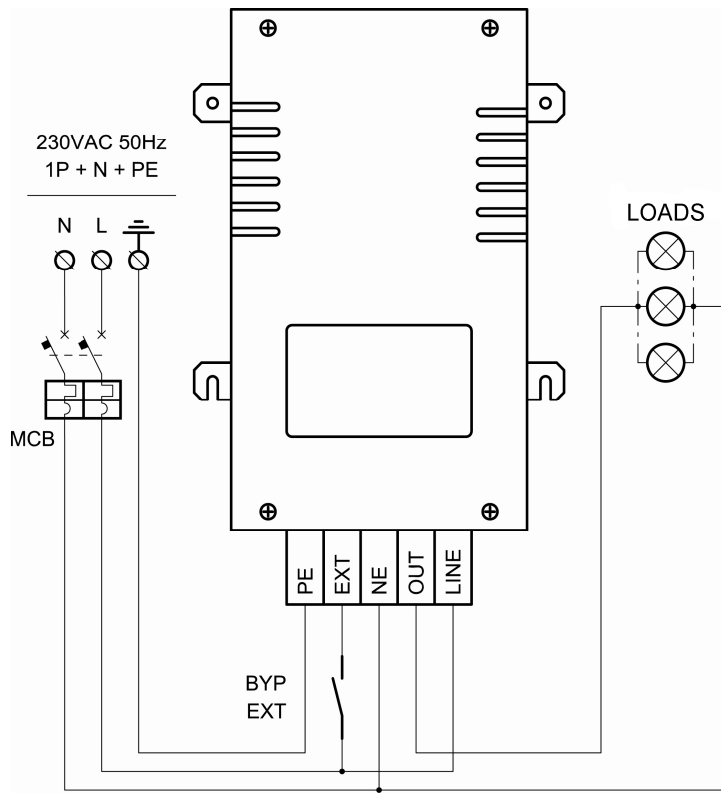 230VAC 50Hz
1P + N + PE
N L
LOADS
MCB
PE
EXT
NE
OUT
LINE
BYP
EXT